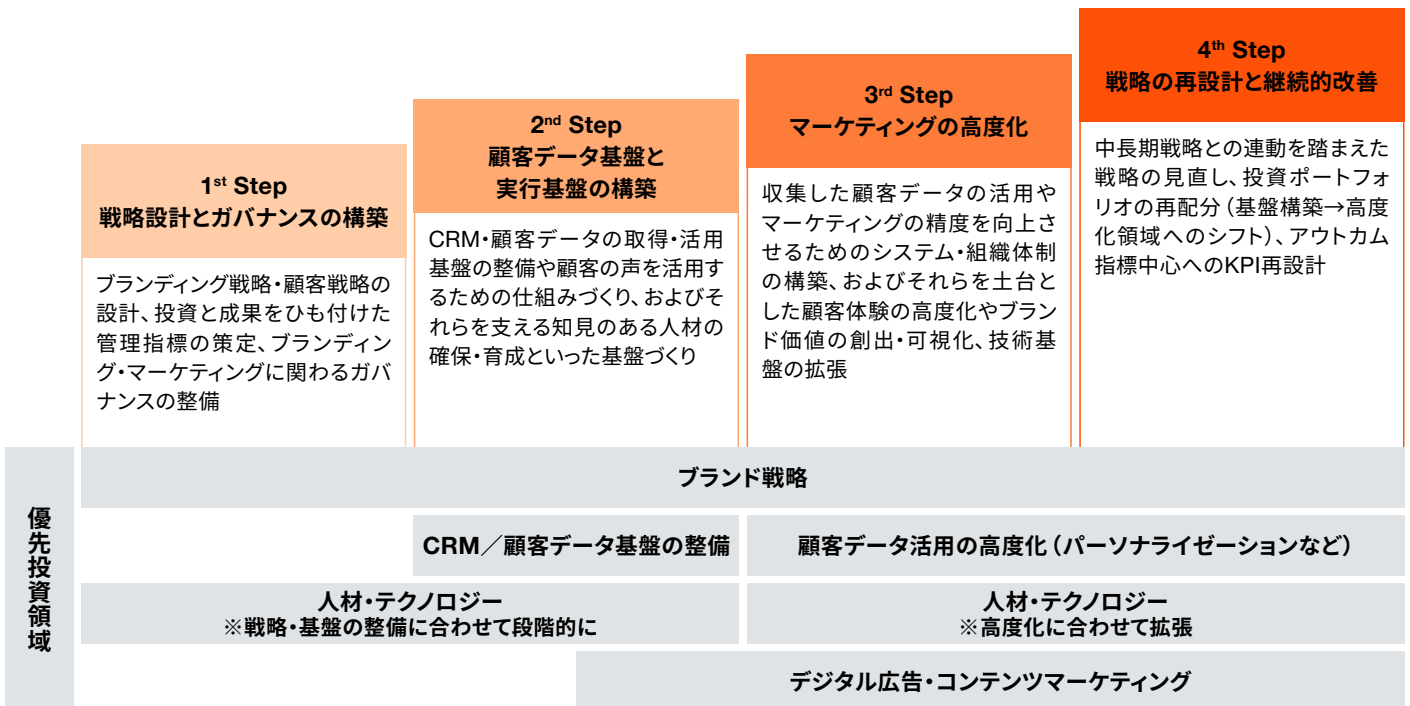 1st Step
戦略設計とガバナンスの構築
ブランディング戦略・顧客戦略の
設計、投資と成果をひも付けた
管理指標の策定、ブランディン
グ・マーケティングに関わるガバ
ナンスの整備
2nd Step
顧客データ基盤と
実行基盤の構築
CRM・顧客データの取得・活用
基盤の整備や顧客の声を活用す
るための仕組みづくり、およびそ
れらを支える知見のある人材の
確保・育成といった基盤づくり
3rd Step
マーケティングの高度化
収集した顧客データの活用や
マーケティングの精度を向上さ
せるためのシステム・組織体制
の構築、およびそれらを土台と
した顧客体験の高度化やブラン
ド価値の創出・可視化、技術基
盤の拡張
4th Step
戦略の再設計と継続的改善
中長期戦略との連動を踏まえた
戦略の見直し、投資ポートフォ
リオの再配分（基盤構築→高度
化領域へのシフト）、アウトカム
指標中心へのKPI再設計
優先投資領域
ブランド戦略
CRM／顧客データ基盤の整備
顧客データ活用の高度化（パーソナライゼーションなど）
人材・テクノロジー
※戦略・基盤の整備に合わせて段階的に
人材・テクノロジー
※高度化に合わせて拡張
デジタル広告・コンテンツマーケティング